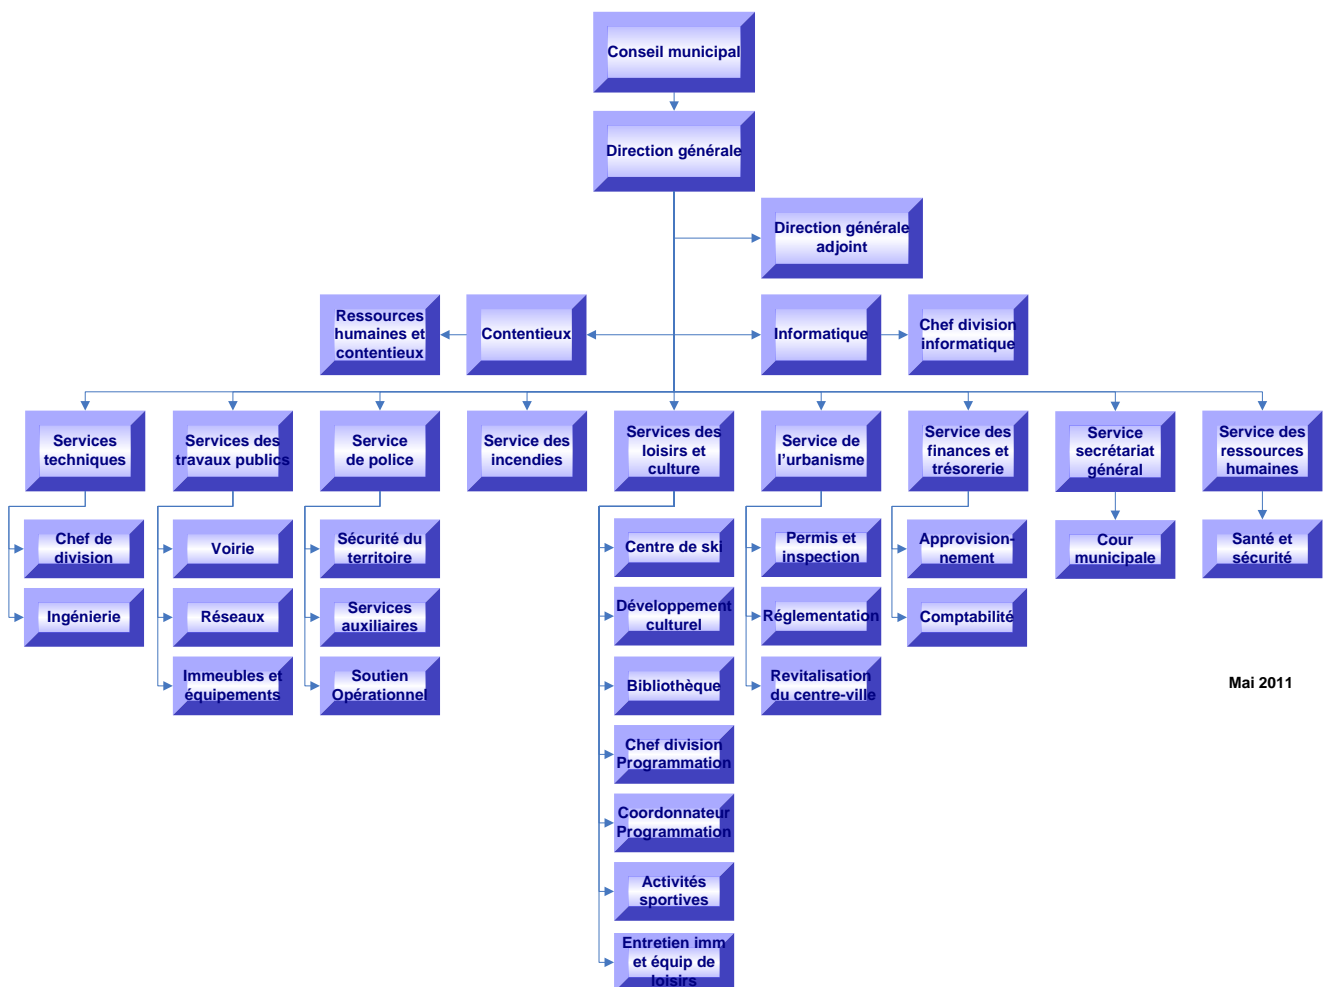 Conseil municipal
Direction générale
Direction générale
adjoint
Ressources
humaines et
contentieux
Contentieux
Informatique
Chef division
informatique
Services
techniques
Services des
travaux publics
Service
de police
Service des
incendies
Services des
loisirs et
culture
Service de
l'urbanisme
Service des
finances et
trésorerie
Service
secrétariat
général
Service des
ressources
humaines
Chef de
division
Ingénierie
Voirie
Réseaux
Immeubles et
équipements
Sécurité du
territoire
Services
auxiliaires
Soutien
Opérationnel
Centre de ski
Développement
culturel
Bibliothèque
Chef division
Programmation
Coordonnateur
Programmation
Activités
sportives
Entretien imm
et équip de
loisirs
Permis et
inspection
Réglementation
Revitalisation
du centre-ville
Approvision-
nement
Comptabilité
Cour
municipale
Santé et
sécurité
Mai 2011